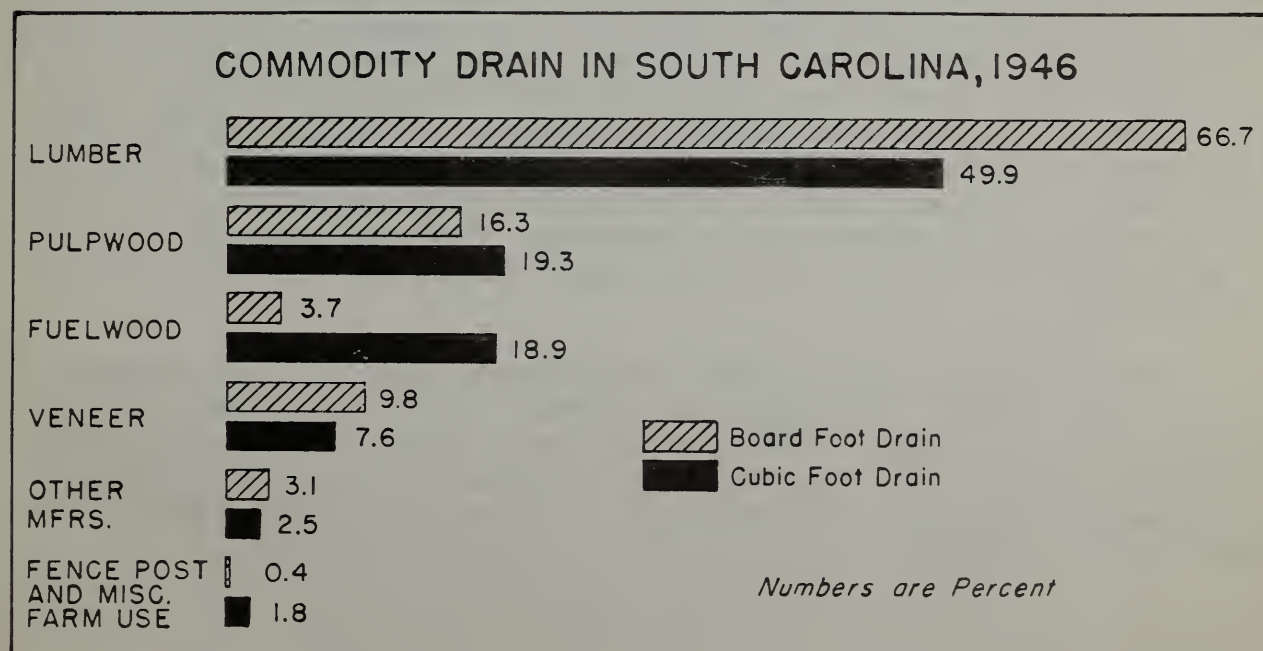 COMMODITY DRAIN IN SOUTH CAROLINA, 1946
LUMBER
66.7
49.9
PULPWOOD
16.3
19.3
FUELWOOD
3.7
18.9
VENEER
9.8
7.6
OTHER
MFRS.
3.1
2.5
FENCE POST
AND MISC.
FARM USE
0.4
1.8
Board Foot Drain
Cubic Foot Drain
Numbers are Percent